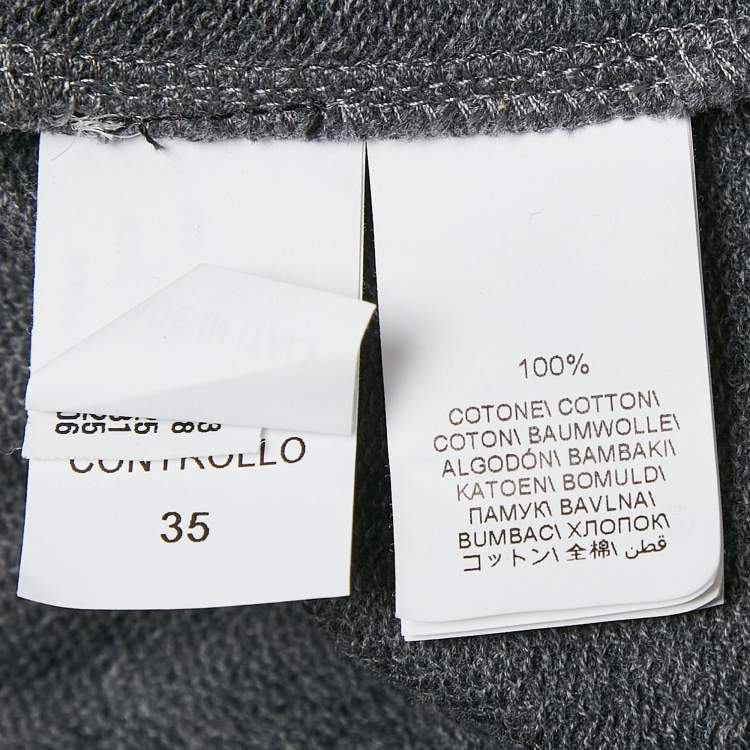 CONTROLLO
35
100%
COTONE\ COTTON\
COTON\ BAUMWOLLE\
ALGODÓN\ BAMBAKI\
KATOEN\ BOMULD\
ПАМУК\ BAVLNA\
BUMBAC\ ХЛОПОК\
コットン\ 全棉\ قطن